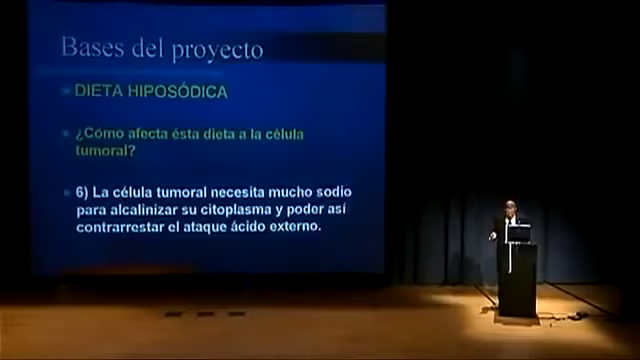 Bases del proyecto
DIETA HIPOSÓDICA
¿Cómo afecta ésta dieta a la célula
tumoral?
6) La célula tumoral necesita mucho sodio
para alcalinizar su citoplasma y poder así
contrarrestar el ataque ácido externo.